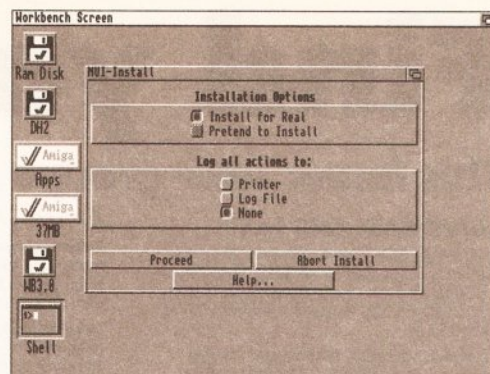 Workbench Screen
Ram Disk
DH2
Amiga
Apps
Amiga
37MB
WB3.0
Shell
MUI-Install
Installation Options
Install for Real
Pretend to Install
Log all actions to:
Printer
Log File
None
Proceed
Abort Install
Help...